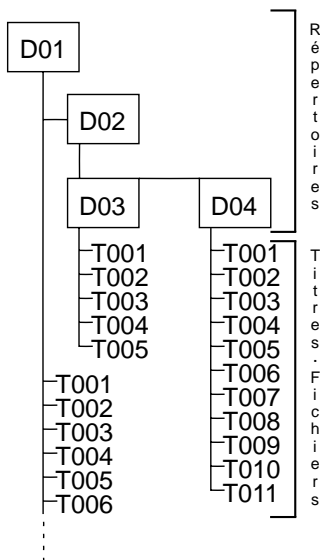 D01
D02
D03
D04
T001
T002
T003
T004
T005
T001
T002
T003
T004
T005
T006
T007
T008
T009
T010
T011
T001
T002
T003
T004
T005
T006
Répertoires
Titres·Fichiers